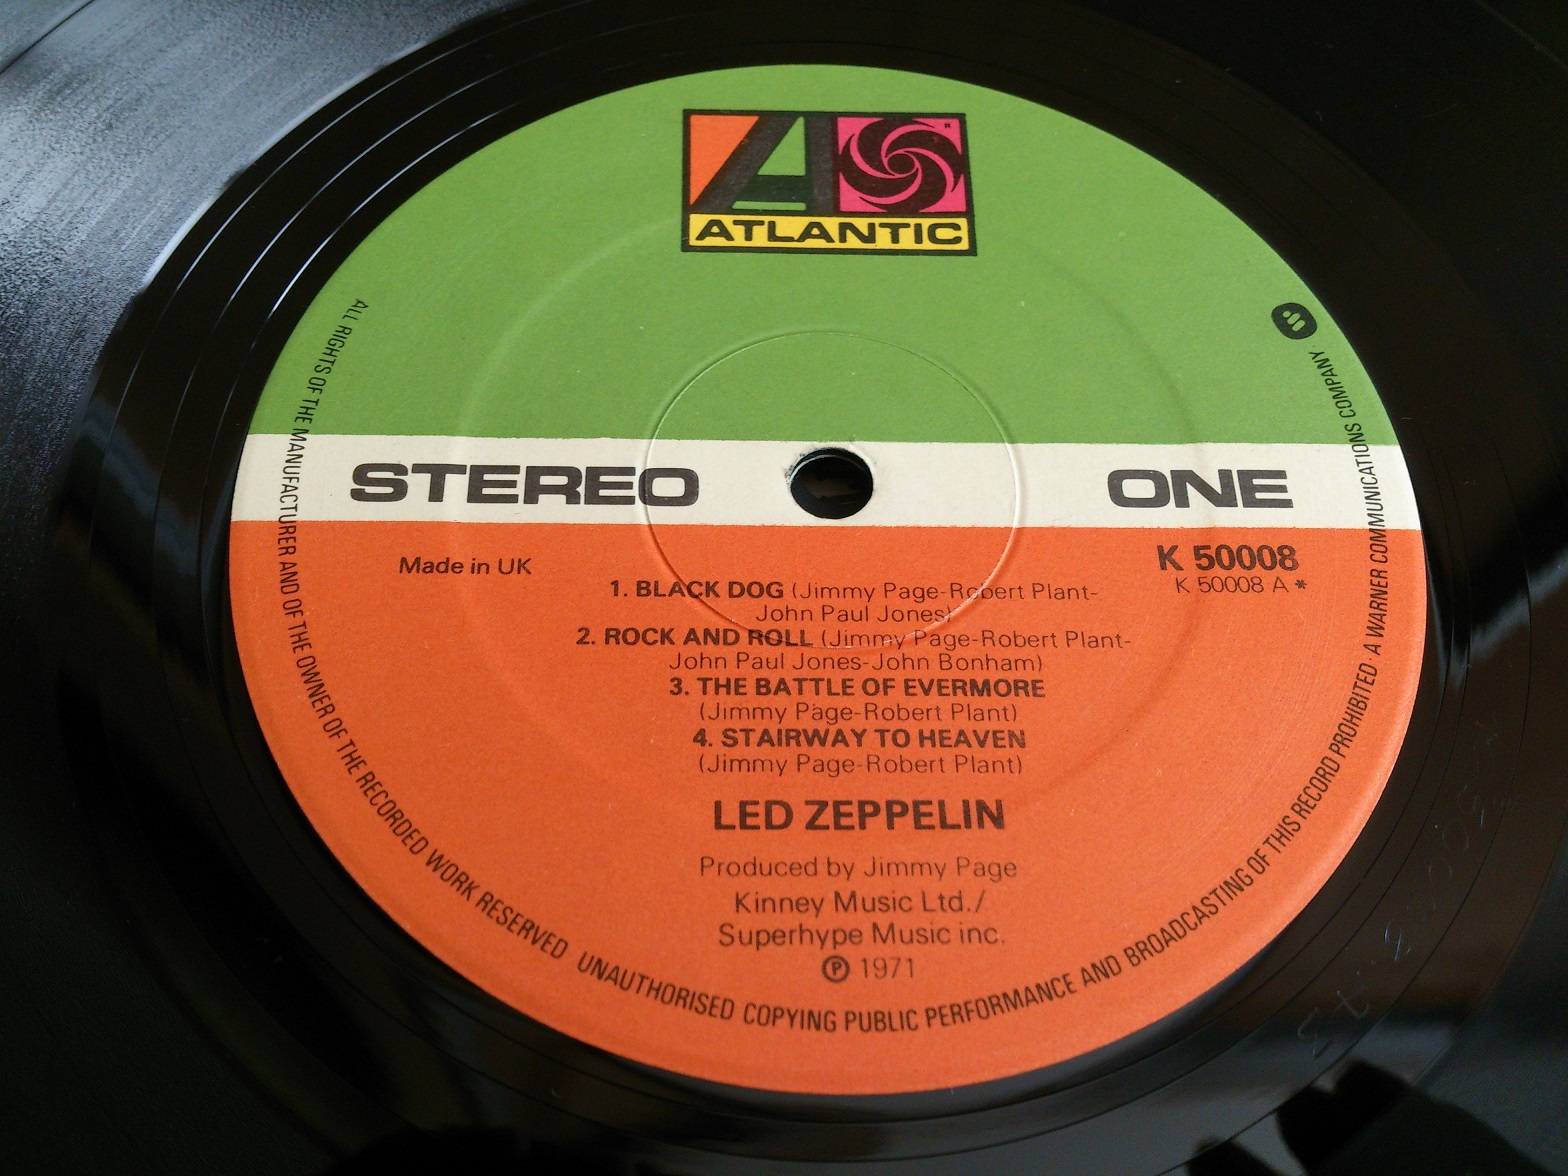 ATLANTIC
STEREO
ONE
Made in UK
K 50008
K 50008 A*
1. BLACK DOG (Jimmy Page-Robert Plant-
John Paul Jones)
2. ROCK AND ROLL (Jimmy Page-Robert Plant-
John Paul Jones-John Bonham)
3. THE BATTLE OF EVERMORE
(Jimmy Page-Robert Plant)
4. STAIRWAY TO HEAVEN
(Jimmy Page-Robert Plant)
LED ZEPPELIN
Produced by Jimmy Page
Kinney Music Ltd./
Superhype Music inc.
℗ 1971
ALL RIGHTS OF THE MANUFACTURER AND OF THE OWNER OF THE RECORDED WORK RESERVED UNAUTHORISED COPYING PUBLIC PERFORMANCE AND BROADCASTING OF THIS RECORD PROHIBITED A WARNER COMMUNICATIONS COMPANY